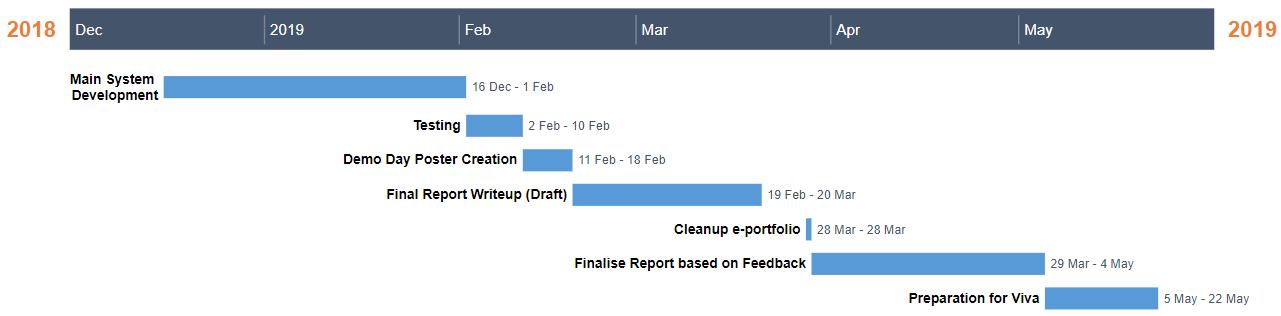 2018 Dec 2019 Feb Mar Apr May 2019
Main System
Development 16 Dec - 1 Feb
Testing 2 Feb - 10 Feb
Demo Day Poster Creation 11 Feb - 18 Feb
Final Report Writeup (Draft) 19 Feb - 20 Mar
Cleanup e-portfolio 28 Mar - 28 Mar
Finalise Report based on Feedback 29 Mar - 4 May
Preparation for Viva 5 May - 22 May